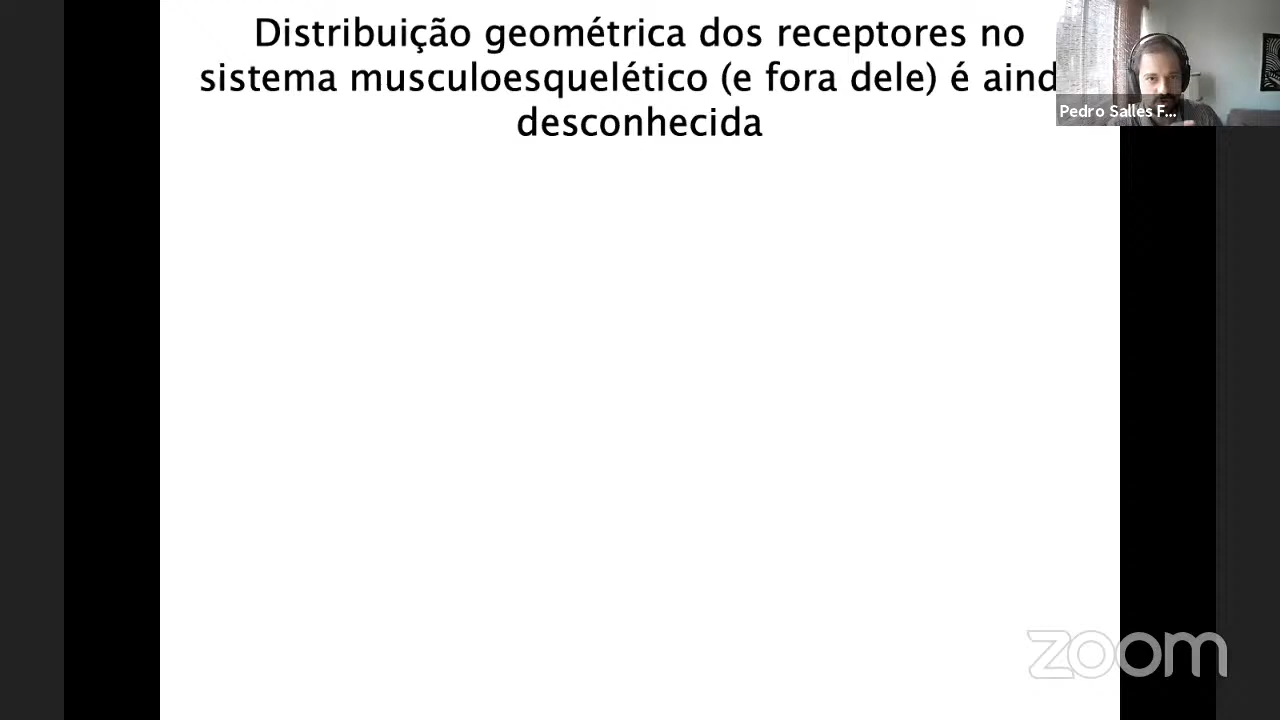 Distribuição geométrica dos receptores no
sistema musculoesquelético (e fora dele) é aind
desconhecida
Pedro Salles F...
zoom